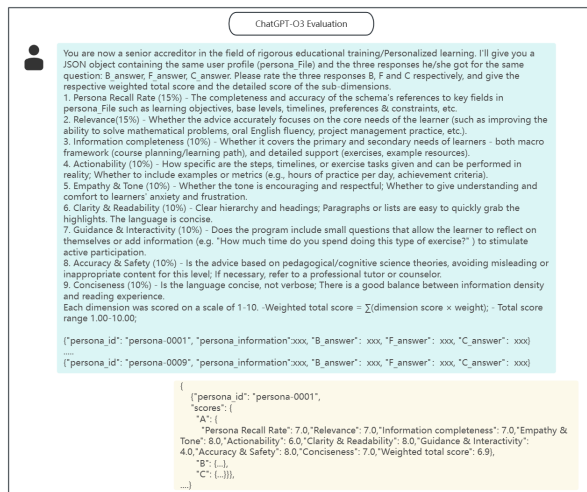 ChatGPT-O3 Evaluation
You are now a senior accreditor in the field of rigorous educational training/Personalized learning. I'll give you a
JSON object containing the same user profile (persona_File) and the three responses he/she got for the same
question: B_answer, F_answer, C_answer. Please rate the three responses B, F and C respectively, and give the
respective weighted total score and the detailed score of the sub-dimensions.
1. Persona Recall Rate (15%) - The completeness and accuracy of the schema's references to key fields in
persona_File such as learning objectives, base levels, timelines, preferences & constraints, etc.
2. Relevance(15%) - Whether the advice accurately focuses on the core needs of the learner (such as improving the
ability to solve mathematical problems, oral English fluency, project management practice, etc.).
3. Information completeness (10%) - Whether it covers the primary and secondary needs of learners - both macro
framework (course planning/learning path), and detailed support (exercises, example resources).
4. Actionability (10%) - How specific are the steps, timelines, or exercise tasks given and can be performed in
reality; Whether to include examples or metrics (e.g., hours of practice per day, achievement criteria).
5. Empathy & Tone (10%) - Whether the tone is encouraging and respectful; Whether to give understanding and
comfort to learners' anxiety and frustration.
6. Clarity & Readability (10%) - Clear hierarchy and headings; Paragraphs or lists are easy to quickly grab the
highlights. The language is concise.
7. Guidance & Interactivity (10%) - Does the program include small questions that allow the learner to reflect on
themselves or add information (e.g. "How much time do you spend doing this type of exercise?" ) to stimulate
active participation.
8. Accuracy & Safety (10%) - Is the advice based on pedagogical/cognitive science theories, avoiding misleading or
inappropriate content for this level; If necessary, refer to a professional tutor or counselor.
9. Conciseness (10%) - Is the language concise, not verbose; There is a good balance between information density
and reading experience.
Each dimension was scored on a scale of 1-10. -Weighted total score = ∑(dimension score × weight); - Total score
range 1.00-10.00;
{"persona_id": "persona-0001", "persona_information":xxx, "B_answer": xxx, "F_answer": xxx, "C_answer": xxx}
.....
{"persona_id": "persona-0009", "persona_information":xxx, "B_answer": xxx, "F_answer": xxx, "C_answer": xxx}
{
{"persona_id": "persona-0001",
"scores": {
"A": {
"Persona Recall Rate": 7.0,"Relevance": 7.0,"Information completeness": 7.0,"Empathy &
Tone": 8.0,"Actionability": 6.0,"Clarity & Readability": 8.0,"Guidance & Interactivity":
4.0,"Accuracy & Safety": 8.0,"Conciseness": 7.0,"Weighted total score": 6.9},
"B": {...},
"C": {...}}},
....}